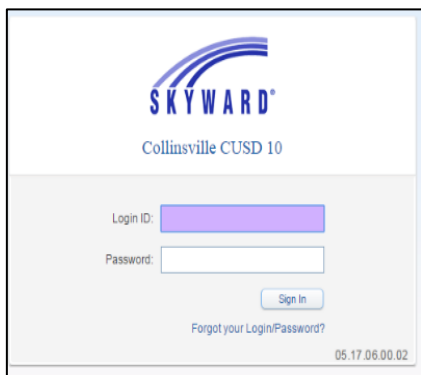 SKYWARD®
Collinsville CUSD 10
Login ID:
Password:
Sign In
Forgot your Login/Password?
05.17.06.00.02